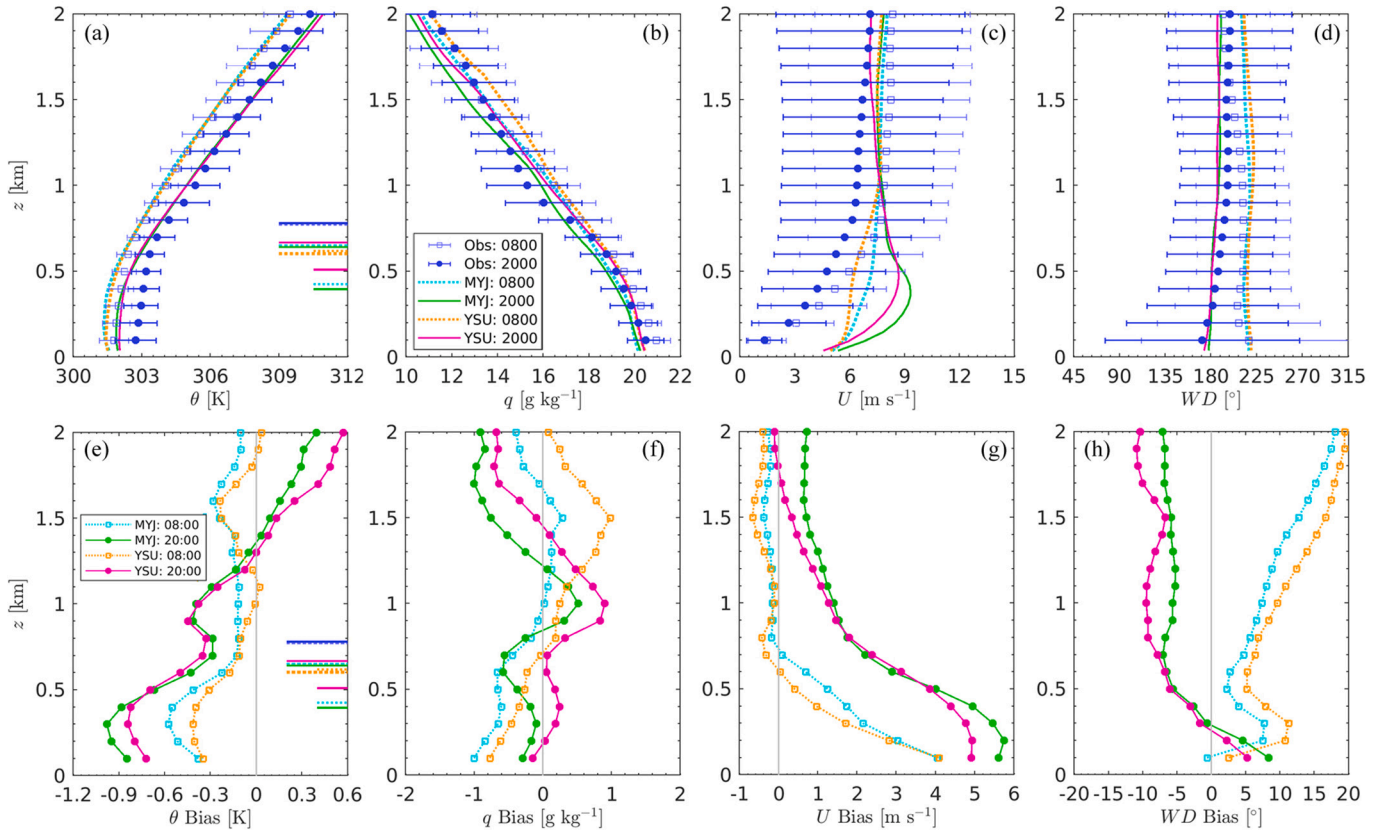 (a)
(b)
(c)
(d)
2
1.5
1
0.5
0
z [km]
300 303 306 309 312
θ [K]
Obs: 0800
Obs: 2000
MYJ: 0800
MYJ: 2000
YSU: 0800
YSU: 2000
10 12 14 16 18 20 22
q [g kg⁻¹]
0 3 6 9 12 15
U [m s⁻¹]
45 90 135 180 225 270 315
WD [°]
(e)
(f)
(g)
(h)
2
1.5
1
0.5
0
z [km]
MYJ: 08:00
MYJ: 20:00
YSU: 08:00
YSU: 20:00
-1.2 -0.9 -0.6 -0.3 0 0.3 0.6
θ Bias [K]
-2 -1 0 1 2
q Bias [g kg⁻¹]
-1 0 1 2 3 4 5 6
U Bias [m s⁻¹]
-20 -15 -10 -5 0 5 10 15 20
WD Bias [°]